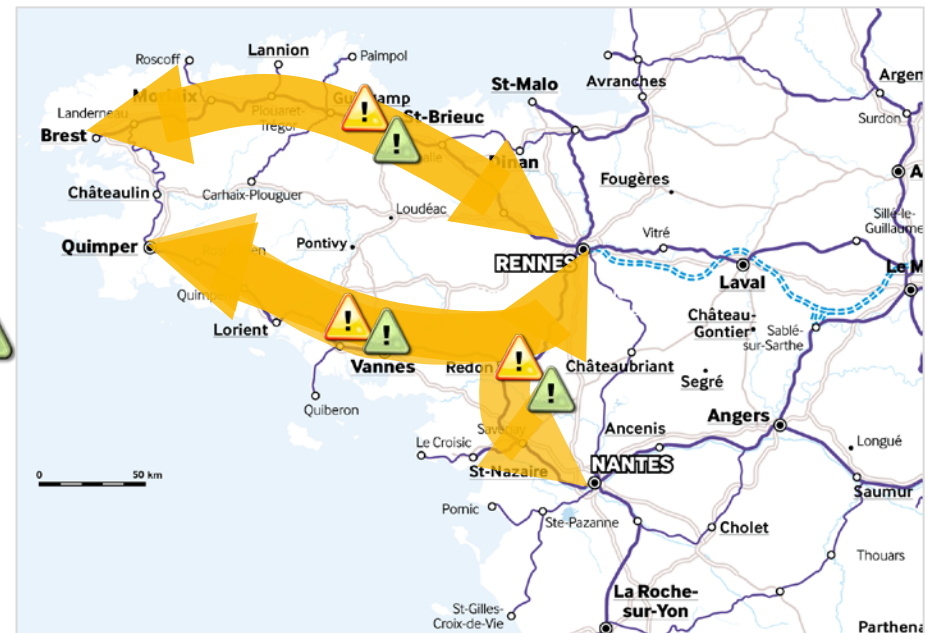 Roscoff
Lannion
Paimpol
Morlaix
Landerneau
Brest
St-Malo
Avranches
Argen
Surdon
St-Brieuc
Dinan
Châteaulin
Carhaix-Plouguer
Loudéac
Fougères
A
Sillé-le-
Guillaume
Quimper
Pontivy
Vitré
RENNES
Laval
Le M
Lorient
Vannes
Redon
Château-
Gontier
Sablé-
sur-Sarthe
Châteaubriant
Segré
Quiberon
Savenay
Le Croisic
St-Nazaire
Ancenis
Angers
Longué
0 50 km
NANTES
Saumur
Pornic
Ste-Pazanne
Cholet
Thouars
La Roche-
sur-Yon
St-Gilles-
Croix-de-Vie
Parthena